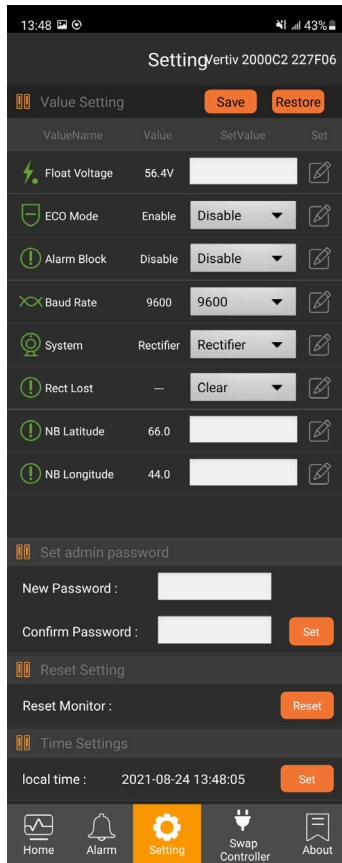 13:48 43%
Setting Vertiv 2000C2 227F06
Value Setting Save Restore
ValueName Value SetValue Set
Float Voltage 56.4V
ECO Mode Enable Disable
Alarm Block Disable Disable
Baud Rate 9600 9600
System Rectifier Rectifier
Rect Lost --- Clear
NB Latitude 66.0
NB Longitude 44.0
Set admin password
New Password :
Confirm Password : Set
Reset Setting
Reset Monitor : Reset
Time Settings
local time : 2021-08-24 13:48:05 Set
Home Alarm Setting Swap Controller About